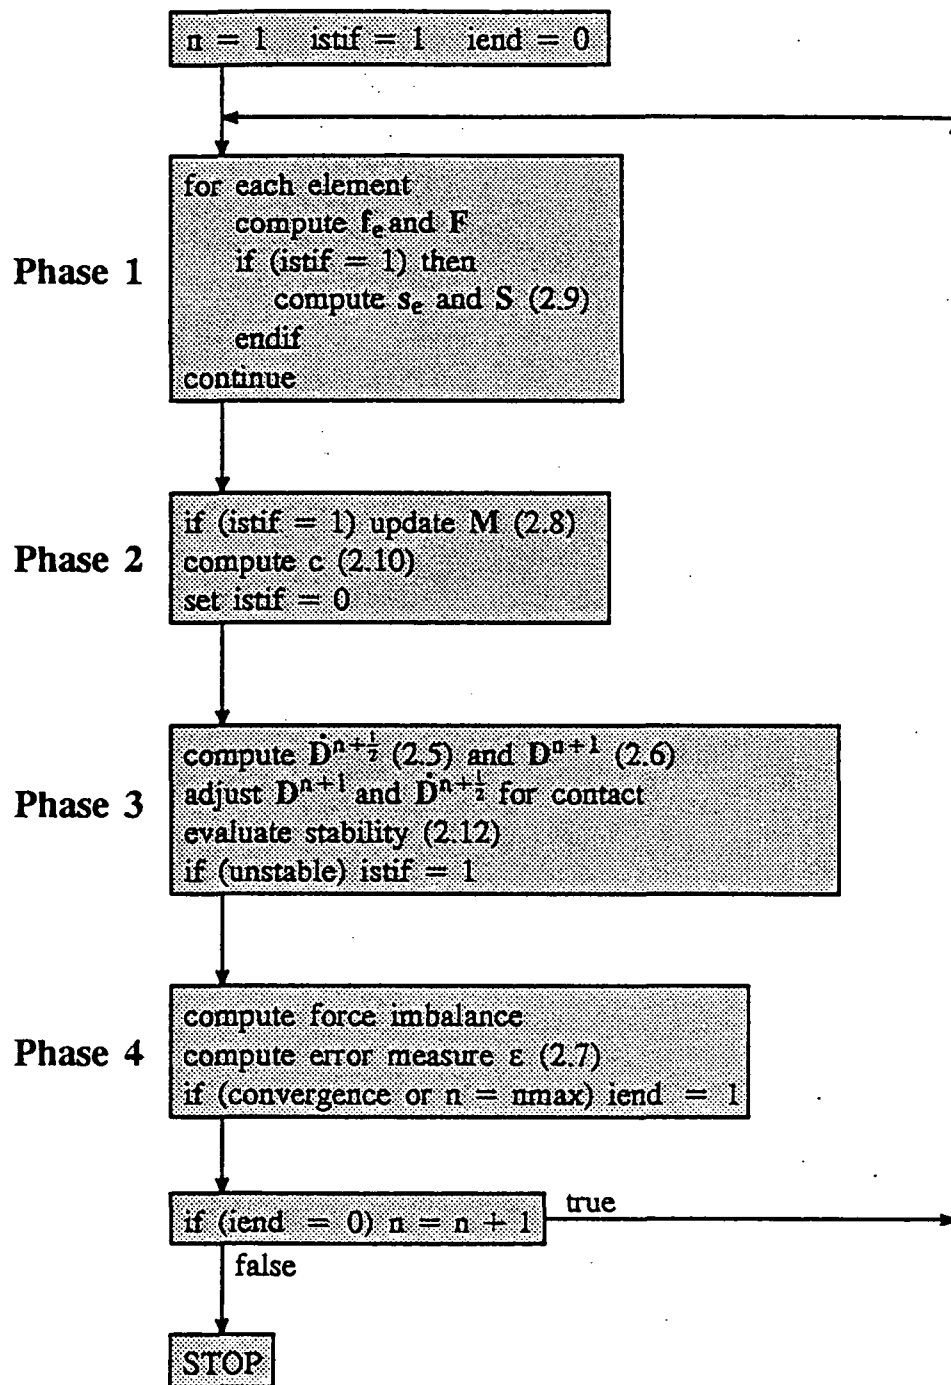 n = 1 istif = 1 iend = 0
for each element
compute fₑ and F
Phase 1
if (istif = 1) then
compute sₑ and S (2.9)
endif
continue
if (istif = 1) update M (2.8)
Phase 2
compute c (2.10)
set istif = 0
compute Ḋⁿ⁺¹ᐟ² (2.5) and Dⁿ⁺¹ (2.6)
Phase 3
adjust Dⁿ⁺¹ and Ḋⁿ⁺¹ᐟ² for contact
evaluate stability (2.12)
if (unstable) istif = 1
compute force imbalance
Phase 4
compute error measure ε (2.7)
if (convergence or n = nmax) iend = 1
if (iend = 0) n = n + 1
true
false
STOP